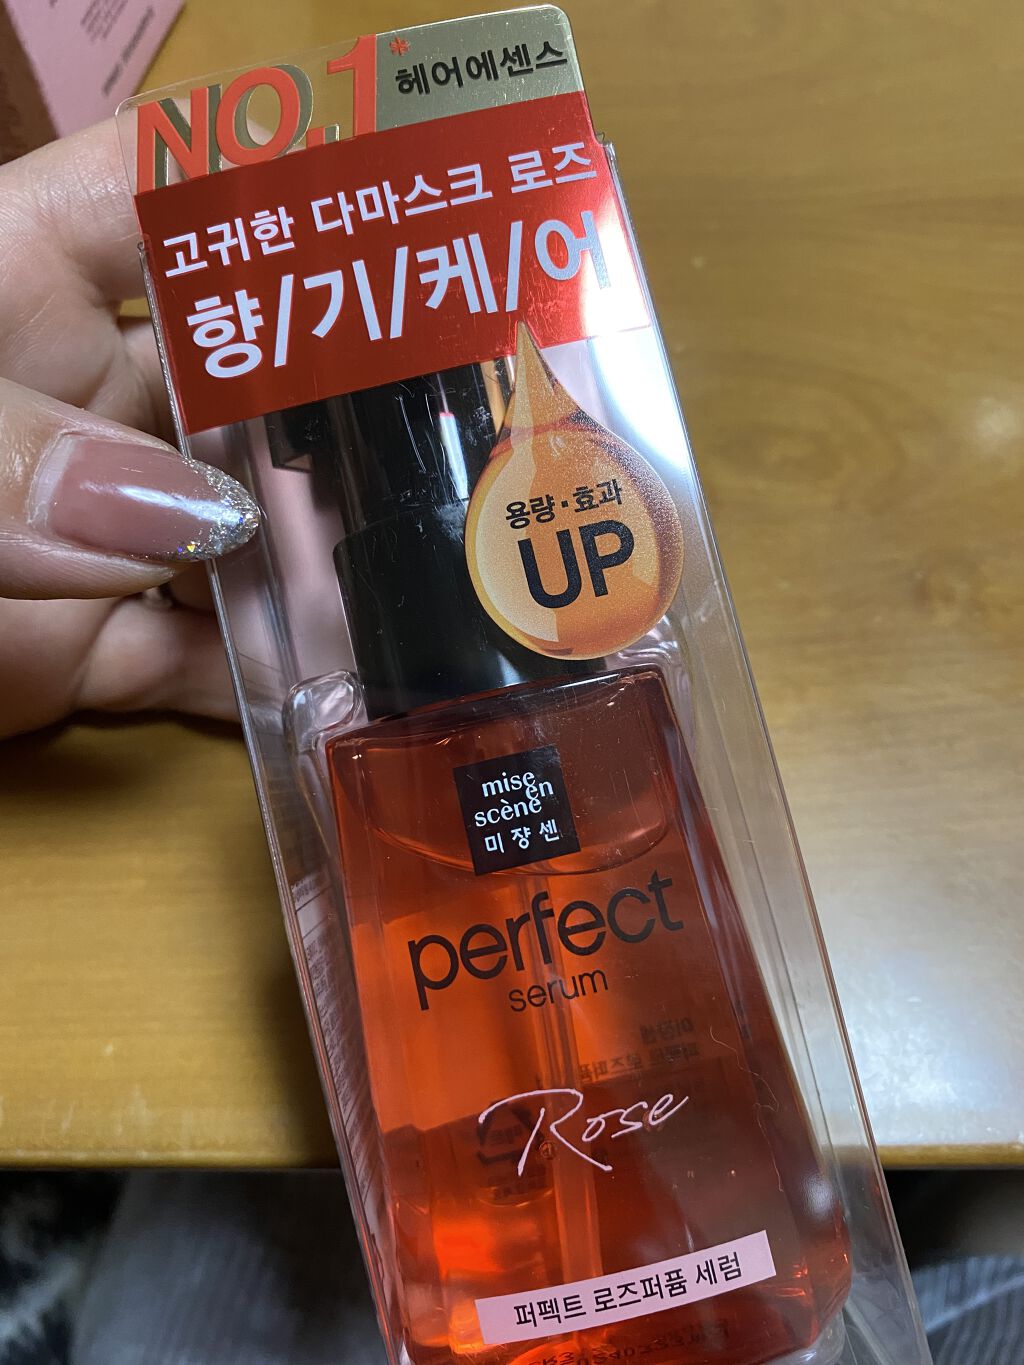 NO.1*
헤어에센스
고귀한 다마스크 로즈
향/기/케/어
용량·효과
UP
mise
en
scène
미쟝센
perfect
serum
Rose
퍼펙트 로즈퍼퓸 세럼